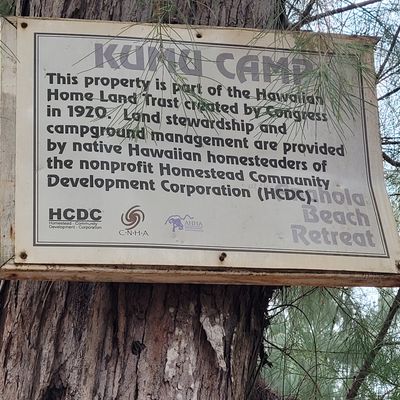 KUMU CAMP
This property is part of the Hawaiian
Home Land Trust created by Congress
in 1920. Land stewardship and
campground management are provided
by native Hawaiian homesteaders of
the nonprofit Homestead Community
Development Corporation (HCDC).
Beach
Retreat
HCDC
Homestead Community
Development Corporation
C·N·H·A
AHHA